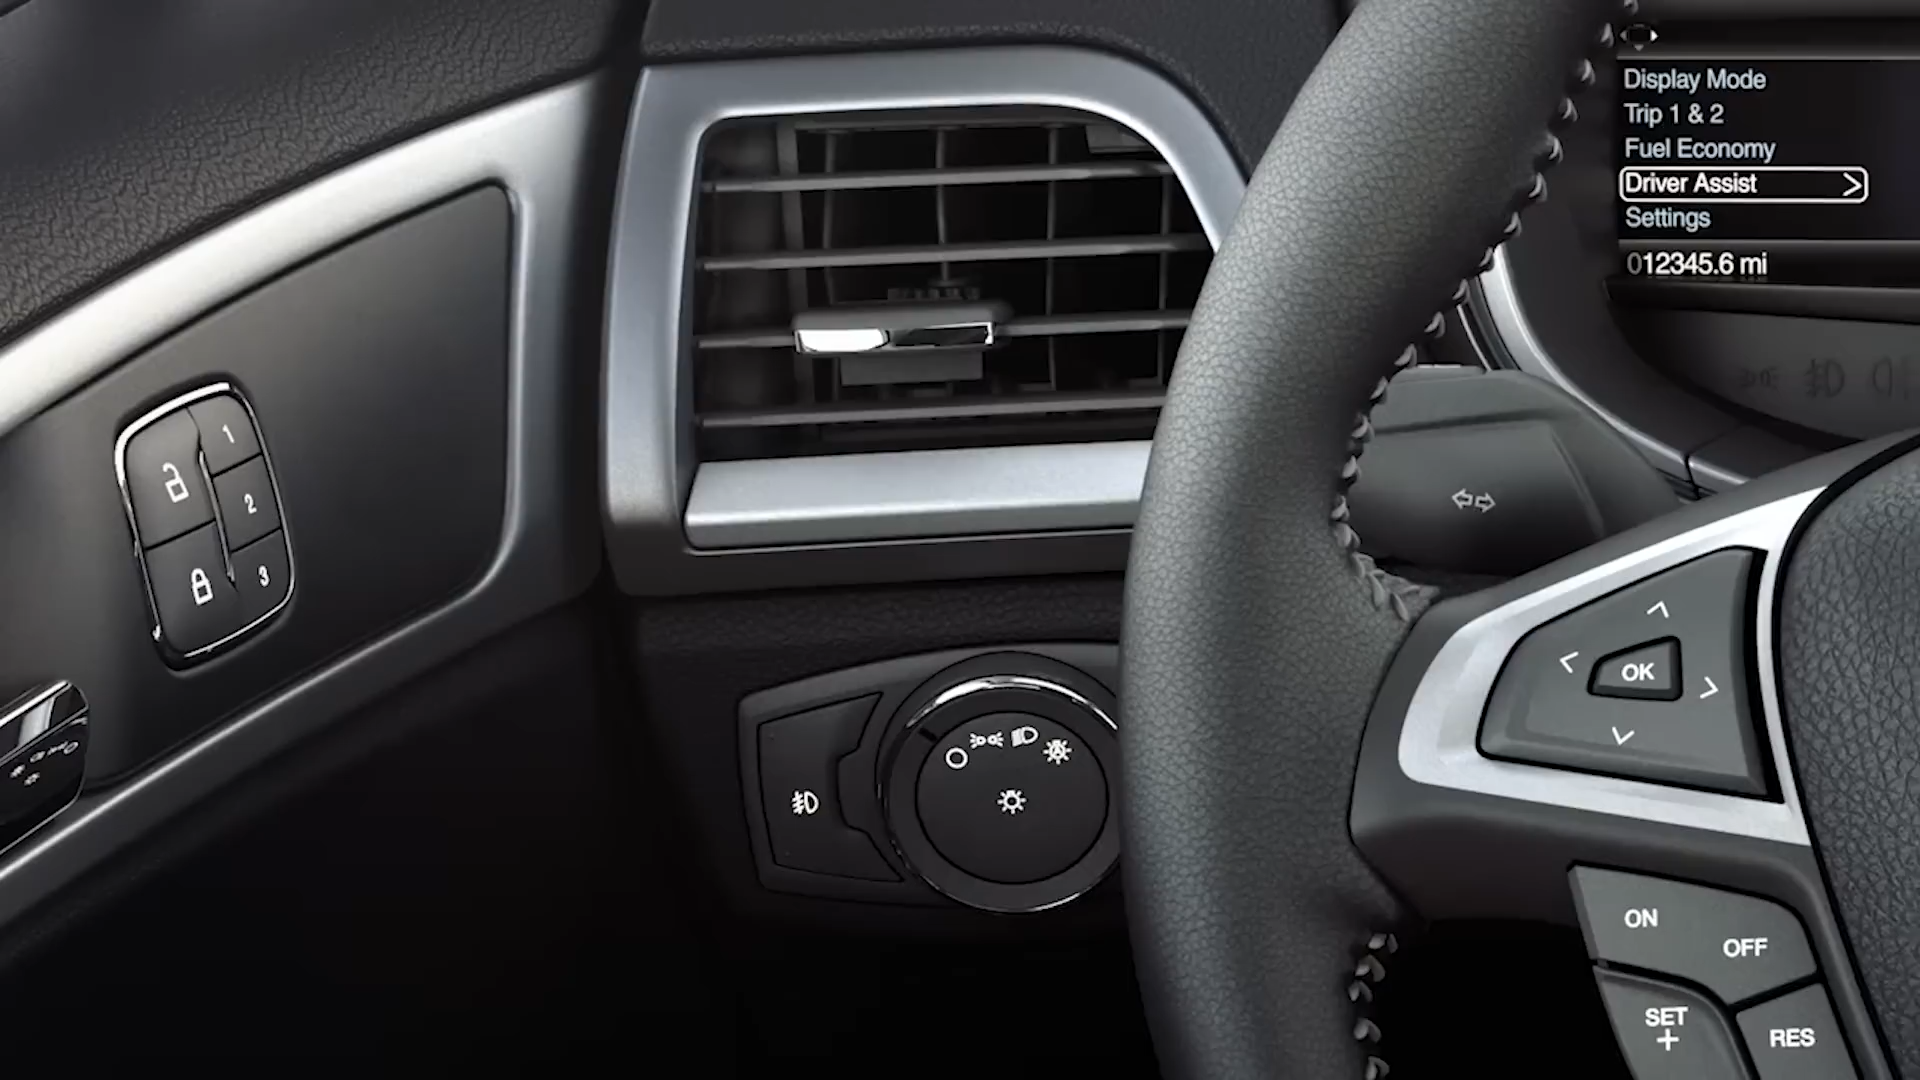 Display Mode
Trip 1 & 2
Fuel Economy
Driver Assist >
Settings
012345.6 mi
1
2
3
OK
ON
OFF
SET
+
RES